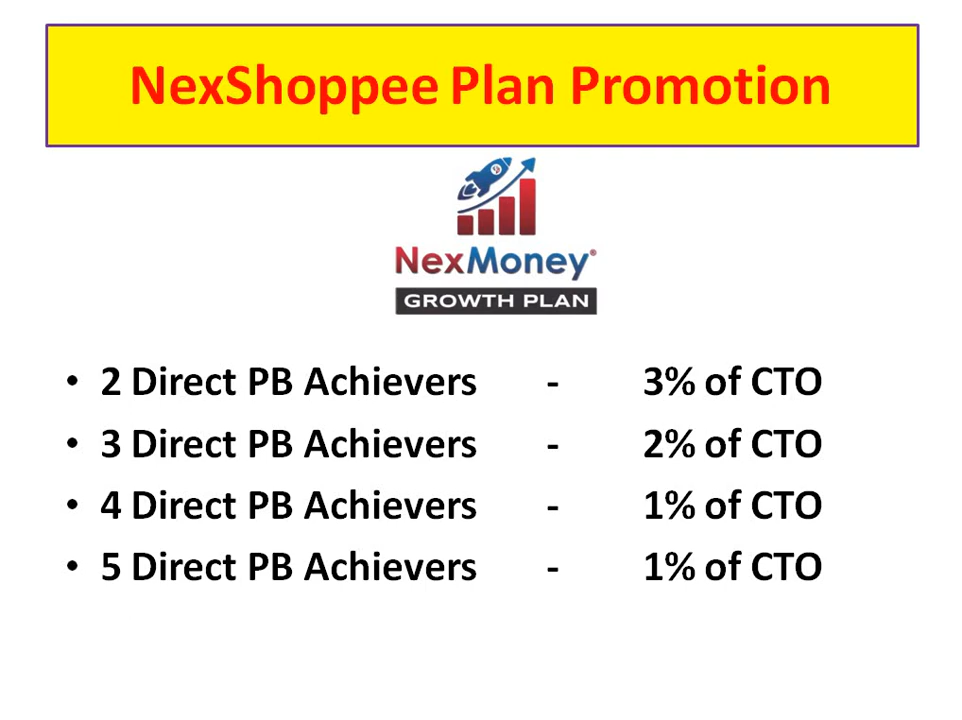 NexShoppee Plan Promotion
NexMoney®
GROWTH PLAN
• 2 Direct PB Achievers - 3% of CTO
• 3 Direct PB Achievers - 2% of CTO
• 4 Direct PB Achievers - 1% of CTO
• 5 Direct PB Achievers - 1% of CTO